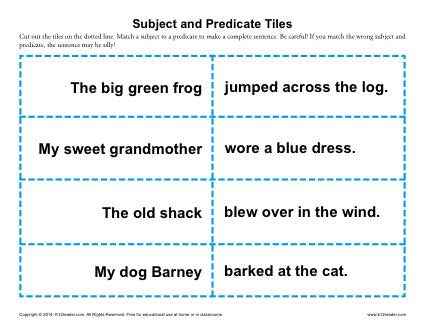 Subject and Predicate Tiles
Cut out the tiles on the dotted line. Match a subject to a predicate to make a complete sentence. Be careful! If you match the wrong subject and
predicate, the sentence may be silly!
The big green frog jumped across the log.
My sweet grandmother wore a blue dress.
The old shack blew over in the wind.
My dog Barney barked at the cat.
Copyright © 2014 K12reader.com. All Rights Reserved. Free for educational use at home or in classrooms. www.k12reader.com